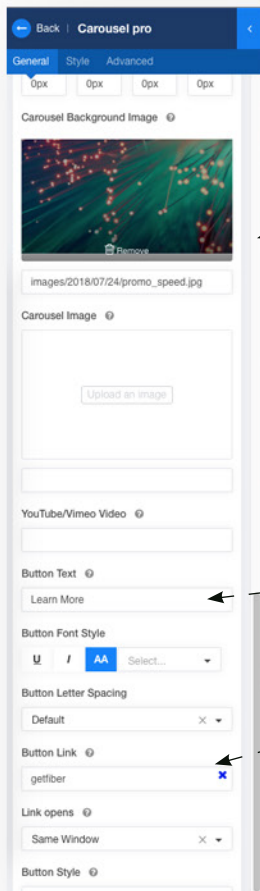 Back | Carousel pro
General Style Advanced
0px 0px 0px 0px
Carousel Background Image
Remove
images/2018/07/24/promo_speed.jpg
Carousel Image
Upload an image
YouTube/Vimeo Video
Button Text
Learn More
Button Font Style
U I AA Select...
Button Letter Spacing
Default
Button Link
getfiber
Link opens
Same Window
Button Style